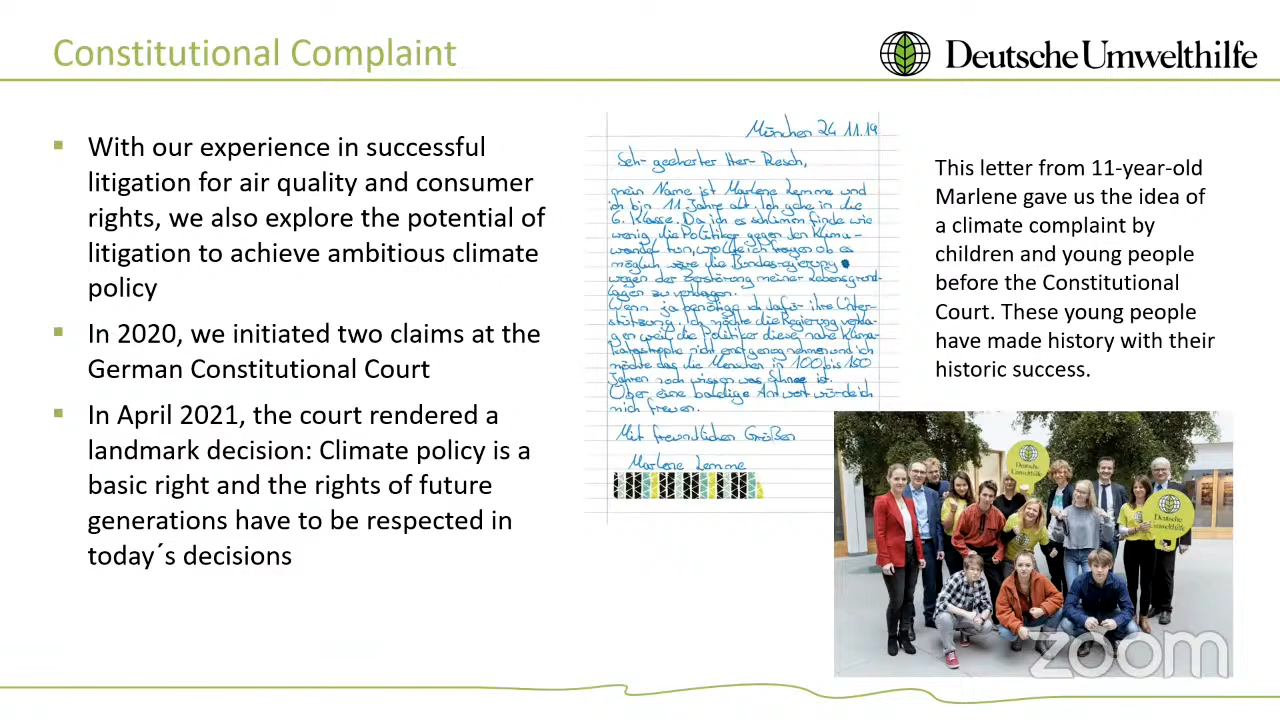 Constitutional Complaint
Deutsche Umwelthilfe
With our experience in successful
litigation for air quality and consumer
rights, we also explore the potential of
litigation to achieve ambitious climate
policy
In 2020, we initiated two claims at the
German Constitutional Court
In April 2021, the court rendered a
landmark decision: Climate policy is a
basic right and the rights of future
generations have to be respected in
today´s decisions
München 24.11.19
Sehr geehrter Herr Resch,
mein Name ist Marlene Lemme und
ich bin 11 Jahre alt. Ich gehe in die
6. Klasse. Da ich es schlimm finde wie
wenig die Politiker gegen den Klima-
wandel tun, wollte ich fragen ob es
möglich wäre die Bundesregierung
wegen der Zerstörung meiner Lebensgrund-
lagen zu verklagen.
Wenn ja benötige ich dafür ihre Unter-
stützung. Ich möchte die Regierung verkla-
gen weil die Politiker diese nahe Klima-
katastrophe nicht ernst genug nehmen und ich
möchte das die Menschen in 100 bis 150
Jahren noch wissen was Schnee ist.
Über eine baldige Antwort würde ich
mich freuen.
Mit freundlichen Grüßen
Marlene Lemme
This letter from 11-year-old
Marlene gave us the idea of
a climate complaint by
children and young people
before the Constitutional
Court. These young people
have made history with their
historic success.
Deutsche
Umwelthilfe
Deutsche
Umwelthilfe
zoom